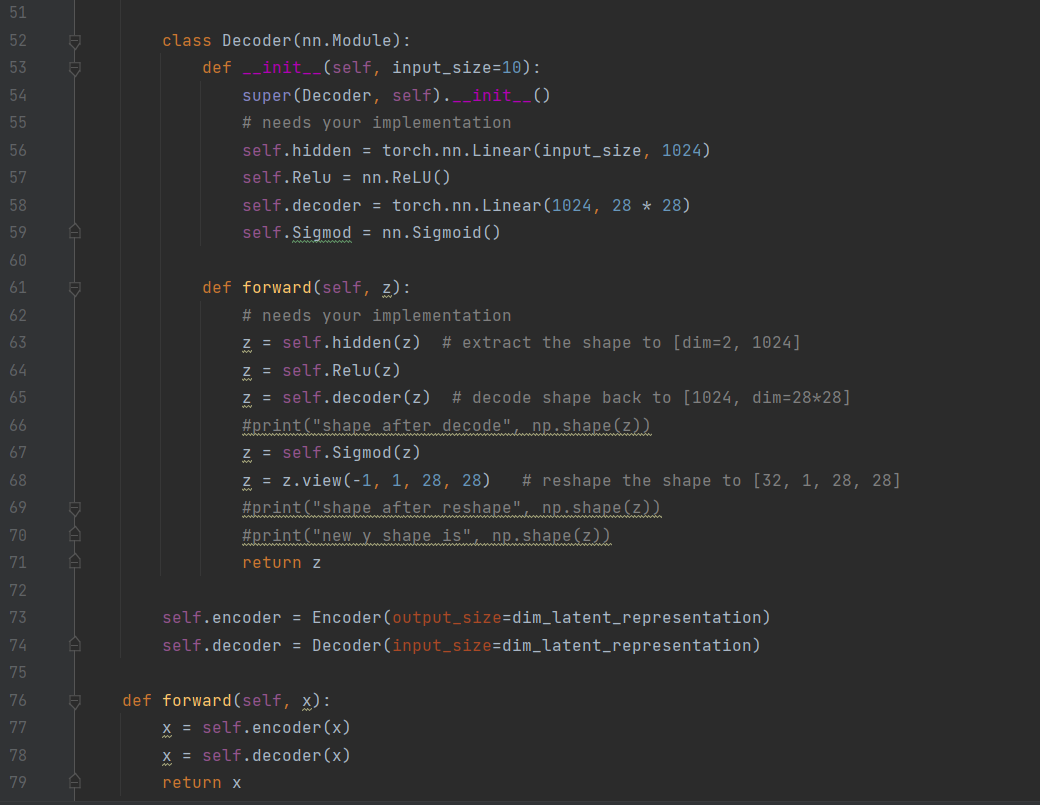 51
52 class Decoder(nn.Module):
53 def __init__(self, input_size=10):
54 super(Decoder, self).__init__()
55 # needs your implementation
56 self.hidden = torch.nn.Linear(input_size, 1024)
57 self.Relu = nn.ReLU()
58 self.decoder = torch.nn.Linear(1024, 28 * 28)
59 self.Sigmod = nn.Sigmoid()
60
61 def forward(self, z):
62 # needs your implementation
63 z = self.hidden(z)  # extract the shape to [dim=2, 1024]
64 z = self.Relu(z)
65 z = self.decoder(z)  # decode shape back to [1024, dim=28*28]
66 #print("shape after decode", np.shape(z))
67 z = self.Sigmod(z)
68 z = z.view(-1, 1, 28, 28)   # reshape the shape to [32, 1, 28, 28]
69 #print("shape after reshape", np.shape(z))
70 #print("new y shape is", np.shape(z))
71 return z
72
73 self.encoder = Encoder(output_size=dim_latent_representation)
74 self.decoder = Decoder(input_size=dim_latent_representation)
75
76 def forward(self, x):
77 x = self.encoder(x)
78 x = self.decoder(x)
79 return x